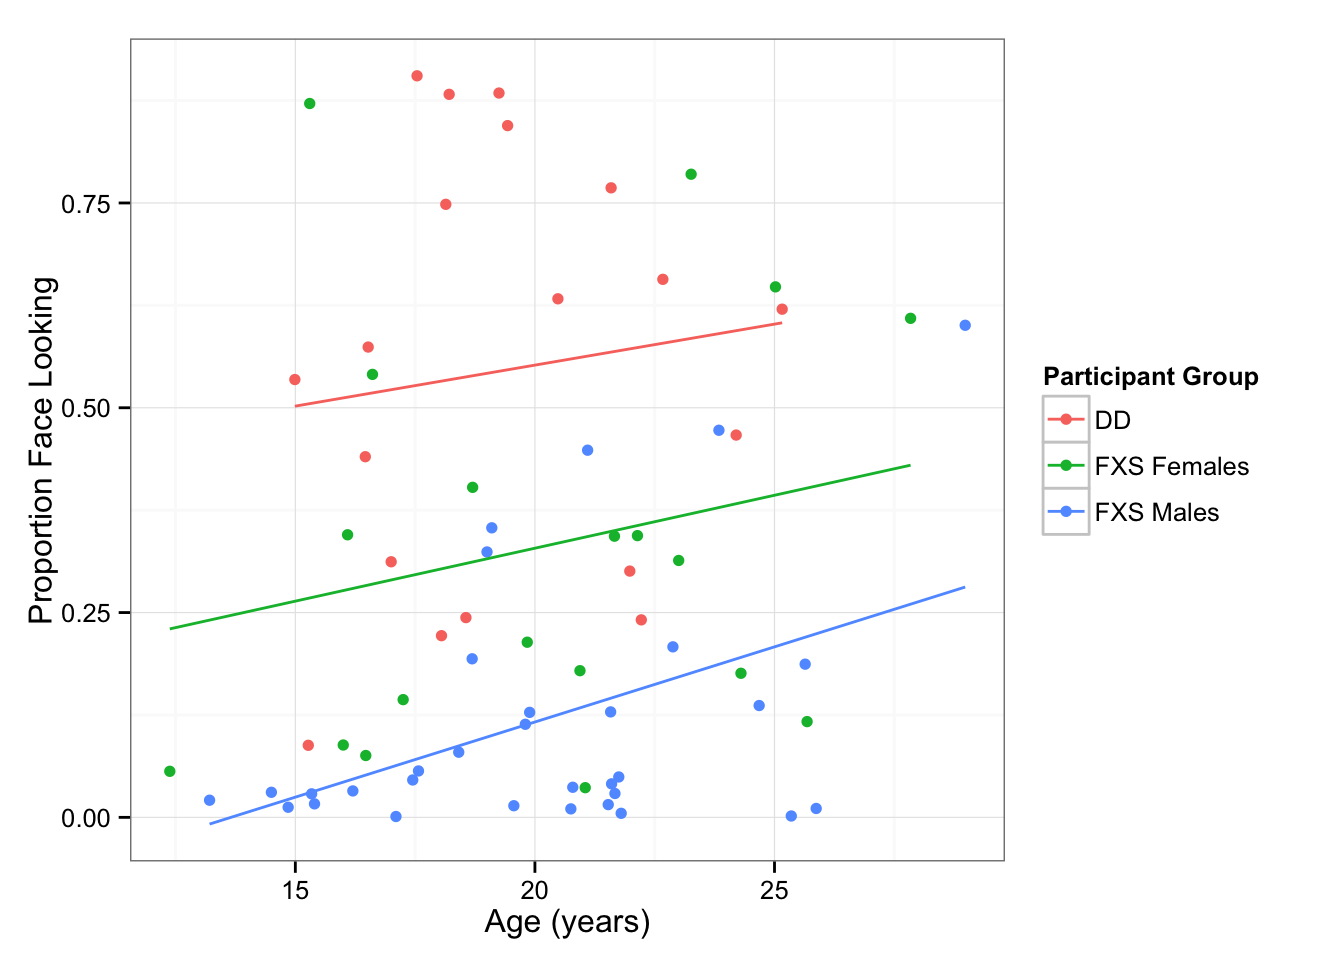 Proportion Face Looking
0.75
0.50
0.25
0.00
15 20 25
Age (years)
Participant Group
DD
FXS Females
FXS Males